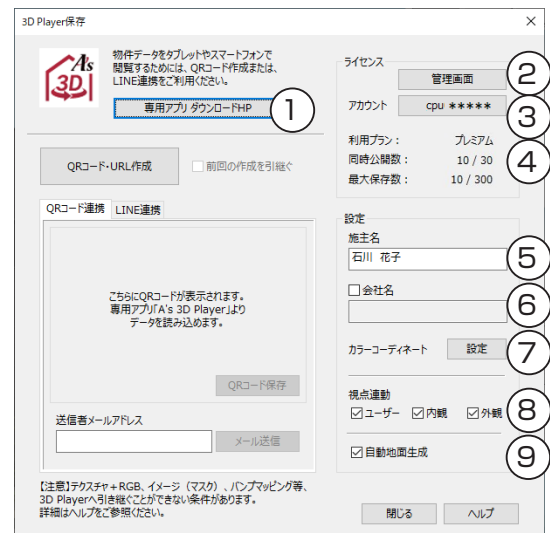 3D Player保存
A's
3D
物件データをタブレットやスマートフォンで
閲覧するためには、QRコード作成または、
LINE連携をご利用ください。
専用アプリ ダウンロードHP
1
QRコード・URL作成
前回の作成を引継ぐ
QRコード連携
LINE連携
こちらにQRコードが表示されます。
専用アプリ「A's 3D Player」より
データを読み込めます。
QRコード保存
送信者メールアドレス
メール送信
【注意】テクスチャ+RGB、イメージ（マスク）、バンプマッピング等、
3D Playerへ引き継ぐことができない条件があります。
詳細はヘルプをご参照ください。
ライセンス
管理画面
2
アカウント
cpu *****
3
利用プラン： プレミアム
同時公開数： 10 / 30
4
最大保存数： 10 / 300
設定
施主名
石川 花子
5
会社名
6
カラーコーディネート
設定
7
視点連動
ユーザー
内観
外観
8
自動地面生成
9
閉じる
ヘルプ